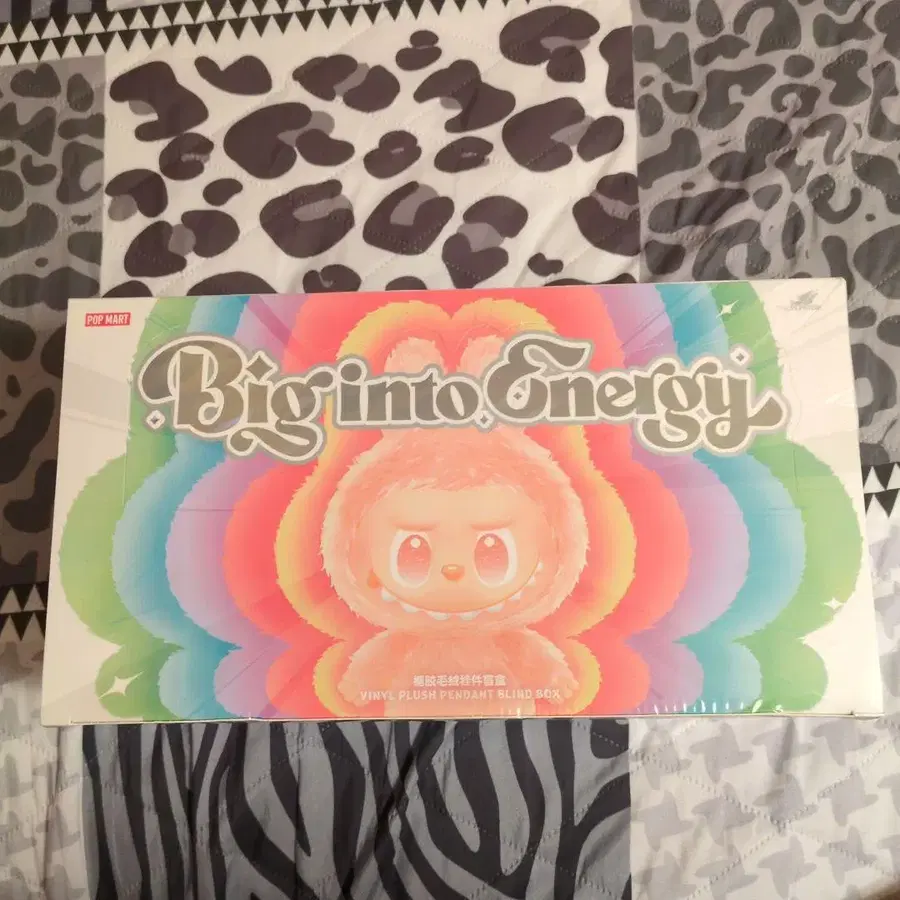 POP MART
Big into Energy
搪胶毛绒挂件盲盒
VINYL PLUSH PENDANT BLIND BOX